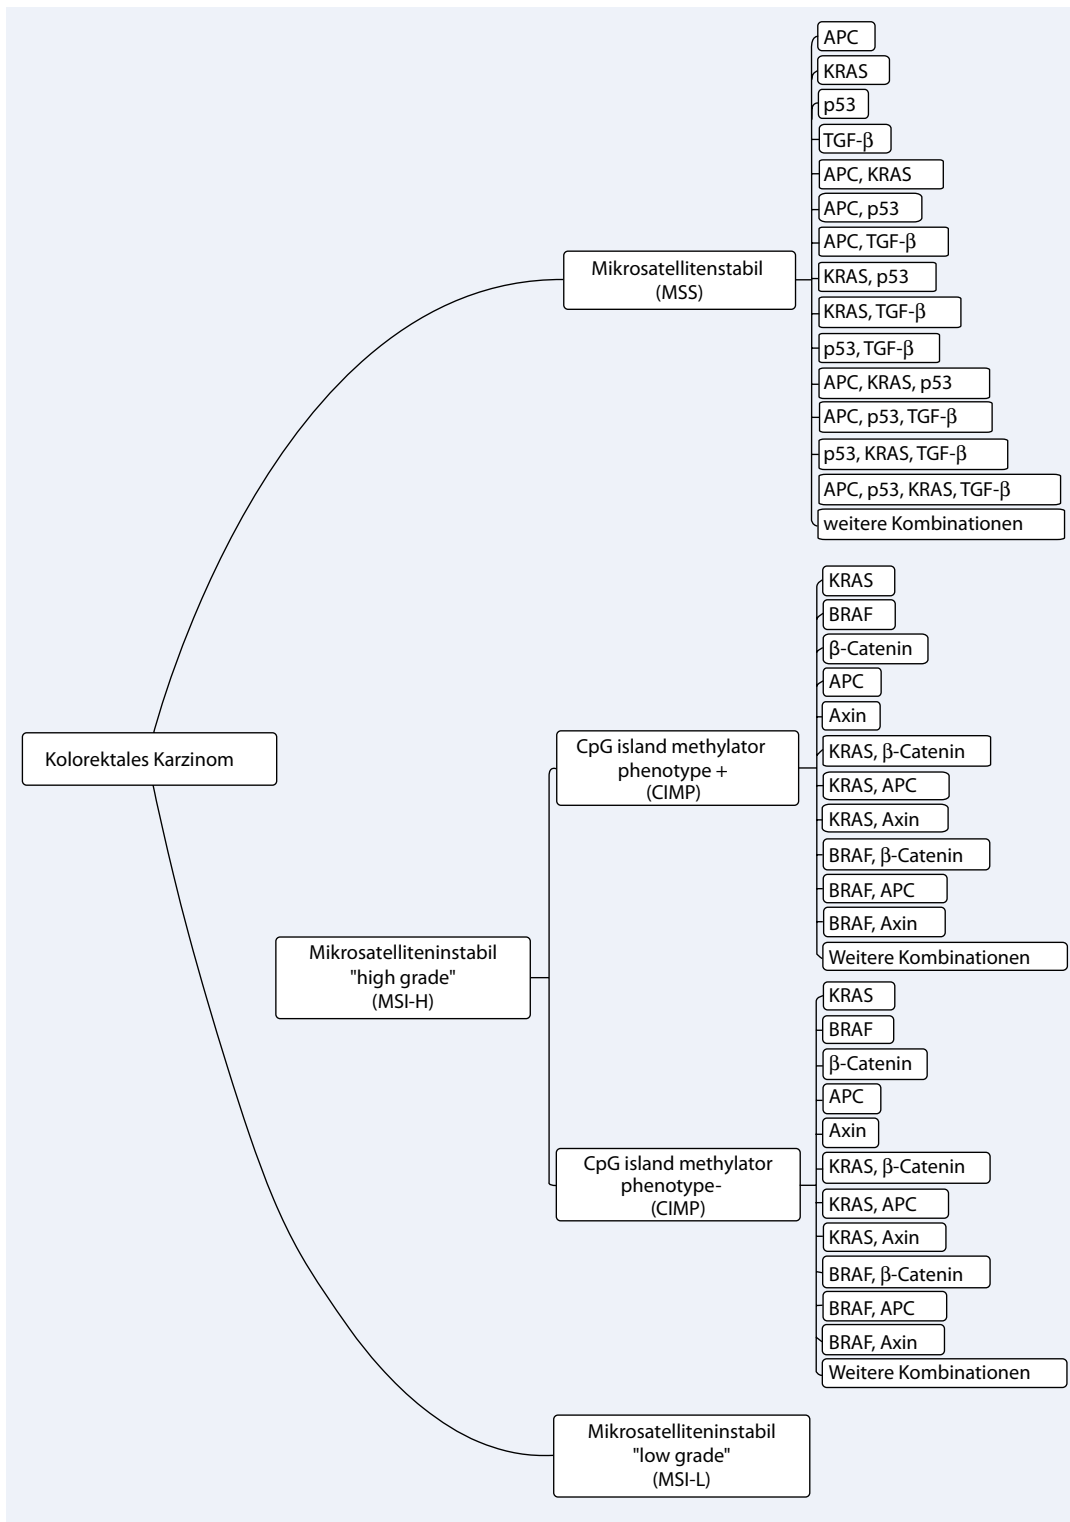 APC
KRAS
p53
TGF-β
APC, KRAS
APC, p53
APC, TGF-β
Mikrosatellitenstabil
(MSS)
KRAS, p53
KRAS, TGF-β
p53, TGF-β
APC, KRAS, p53
APC, p53, TGF-β
p53, KRAS, TGF-β
APC, p53, KRAS, TGF-β
weitere Kombinationen
Kolorektales Karzinom
Mikrosatelliteninstabil
"high grade"
(MSI-H)
CpG island methylator
phenotype +
(CIMP)
KRAS
BRAF
β-Catenin
APC
Axin
KRAS, β-Catenin
KRAS, APC
KRAS, Axin
BRAF, β-Catenin
BRAF, APC
BRAF, Axin
Weitere Kombinationen
CpG island methylator
phenotype-
(CIMP)
KRAS
BRAF
β-Catenin
APC
Axin
KRAS, β-Catenin
KRAS, APC
KRAS, Axin
BRAF, β-Catenin
BRAF, APC
BRAF, Axin
Weitere Kombinationen
Mikrosatelliteninstabil
"low grade"
(MSI-L)